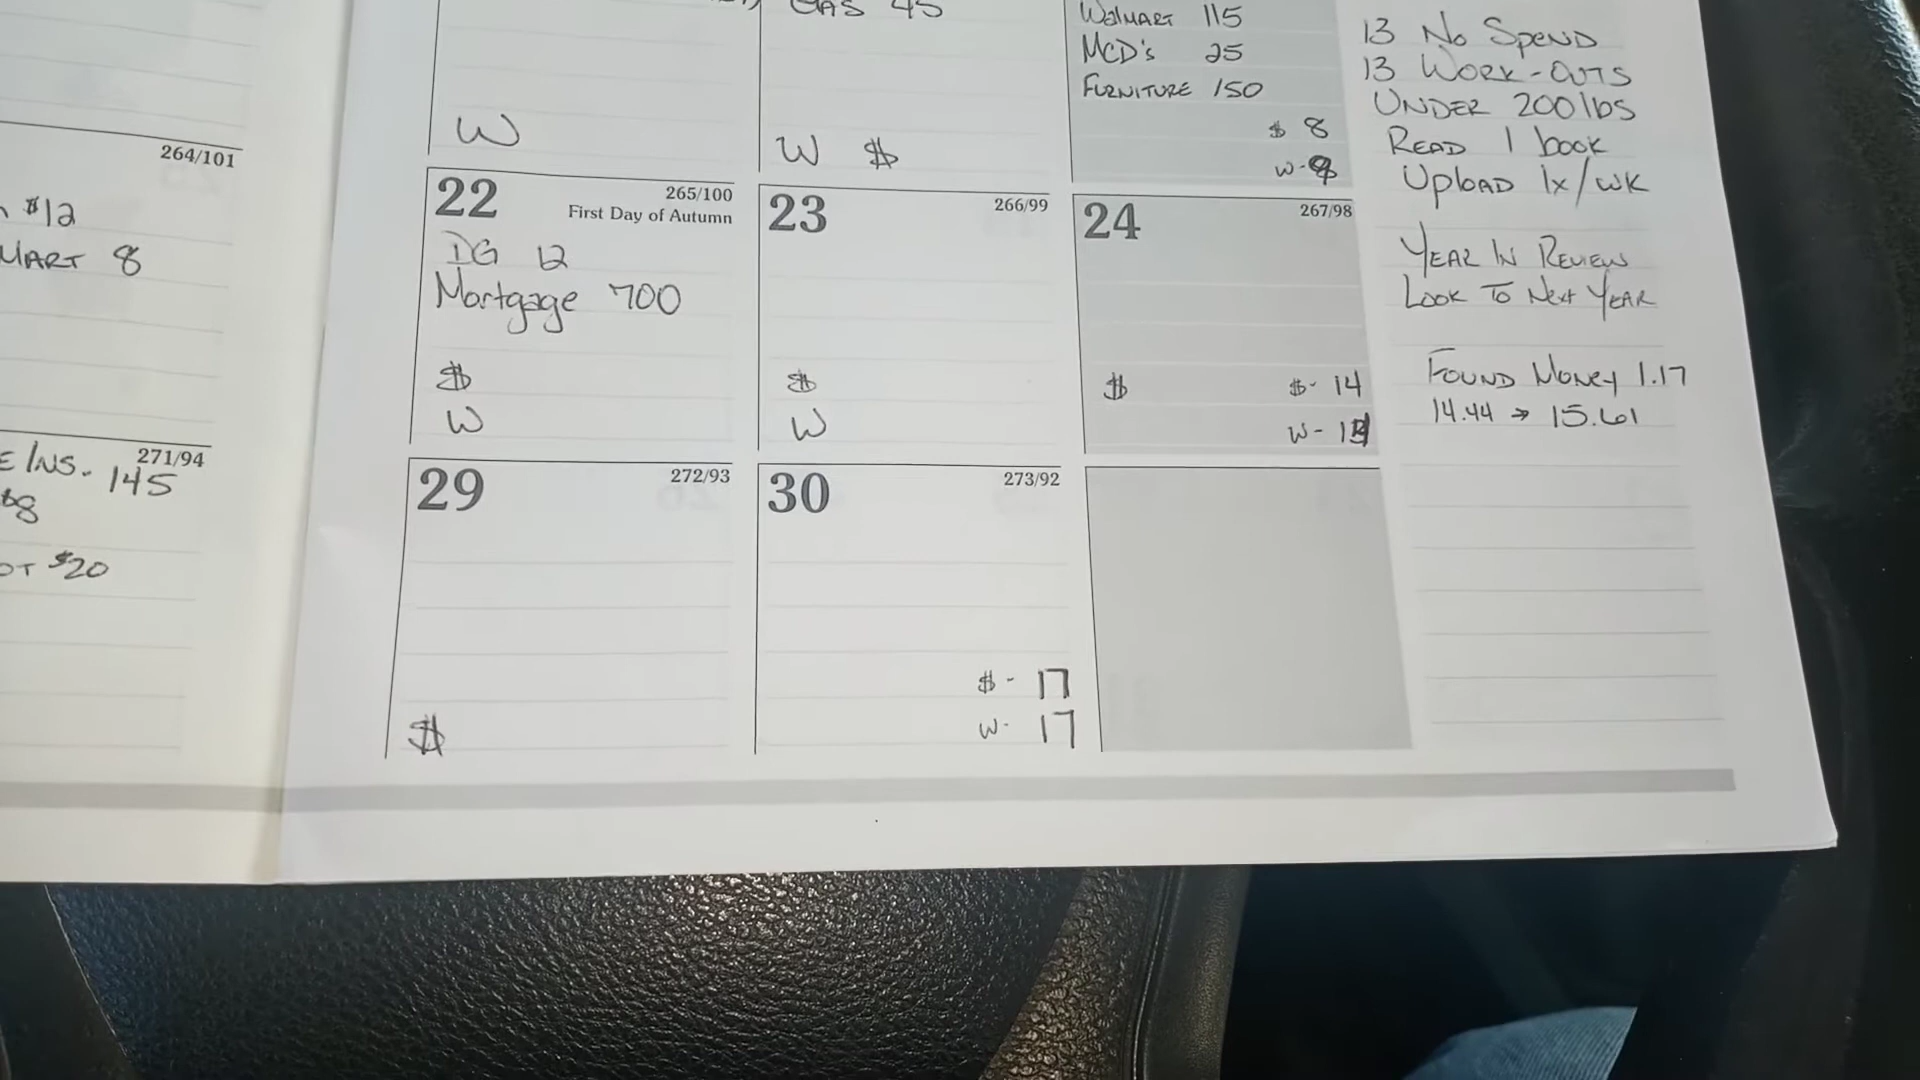 264/101
$12
MART 8
271/94
INS. 145
$20
GAS 45
W
W $
WALMART 115
McD's 25
FURNITURE 150
$ 8
W-9
22 265/100
First Day of Autumn
DG 12
Mortgage 700
$
W
23 266/99
$
W
24 267/98
$ $- 14
W-
29 272/93
$
30 273/92
$ - 17
W- 17
13 No Spend
13 WORK-OUTS
UNDER 200 lbs
READ 1 book
Upload 1x/wk
YEAR IN REVIEW
LOOK TO NEXT YEAR
FOUND MONEY 1.17
14.44 → 15.61